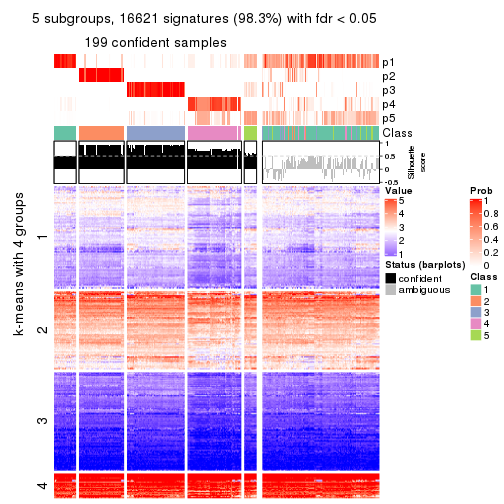 5 subgroups, 16621 signatures (98.3%) with fdr < 0.05
199 confident samples
p1
p2
p3
p4
p5
Class
1
0.5
0
-0.5
Silhouette
score
k-means with 4 groups
1
2
3
4
Value
5
4
3
2
1
Status (barplots)
confident
ambiguous
Prob
1
0.8
0.6
0.4
0.2
0
Class
1
2
3
4
5